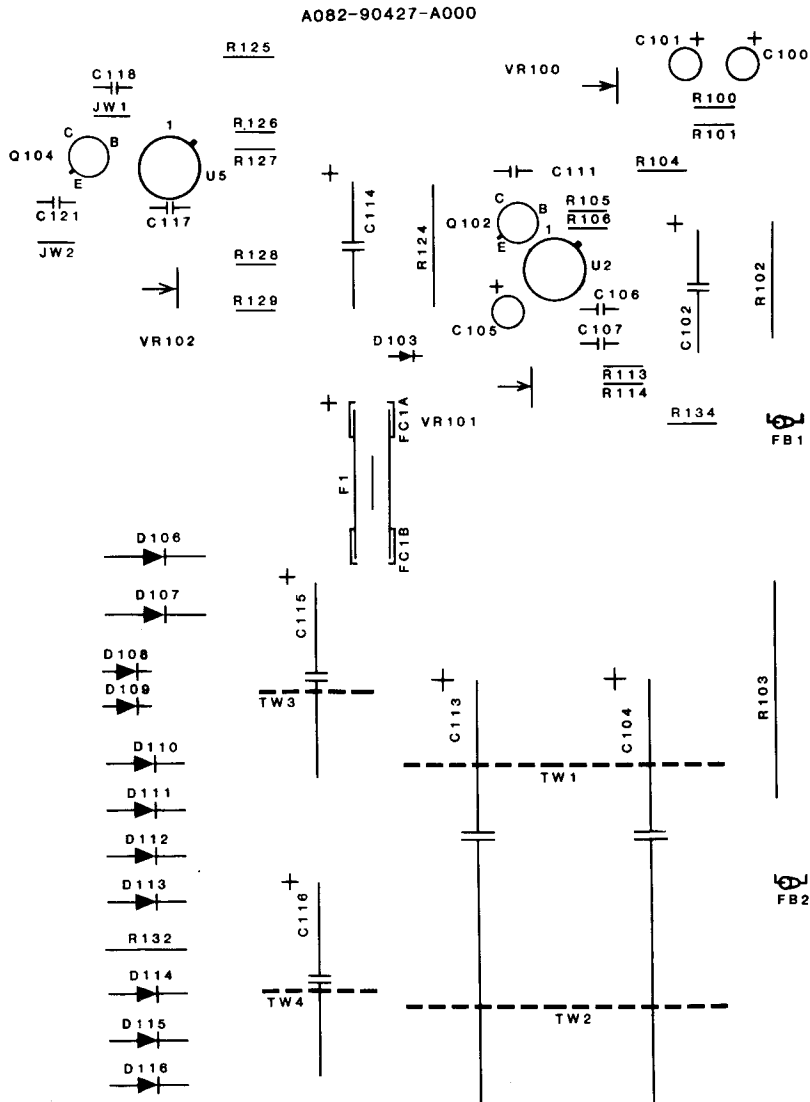 A082-90427-A000
R125
C101
+
+
C100
VR100
C118
JW1
R100
R101
R126
R127
C
B
Q104
E
1
U5
C121
C117
JW2
+
C114
R124
C111
R104
C
B
Q102
E
R105
R106
1
U2
+
C102
R102
R128
R129
VR102
+
C105
C106
C107
D103
R113
R114
+
FC1A
VR101
R134
FB1
F1
FC1B
D106
D107
D108
D109
+
C115
TW3
+
C113
+
C104
R103
TW1
D110
D111
D112
D113
R132
D114
D115
D116
+
C116
TW4
TW2
FB2